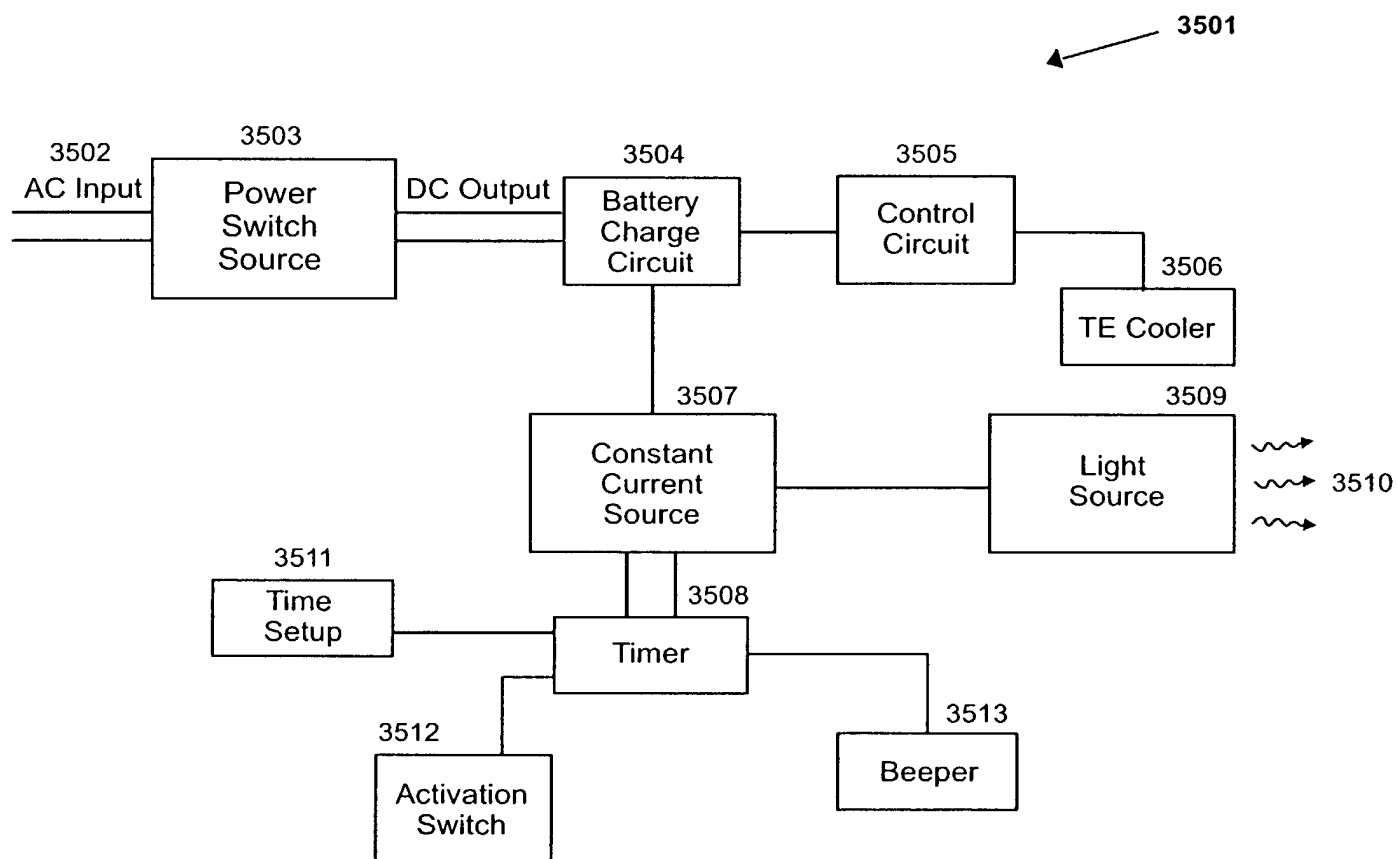 3501
3502
AC Input
3503
Power
Switch
Source
DC Output
3504
Battery
Charge
Circuit
3505
Control
Circuit
3506
TE Cooler
3507
Constant
Current
Source
3509
Light
Source
3510
3511
Time
Setup
3508
Timer
3512
Activation
Switch
3513
Beeper